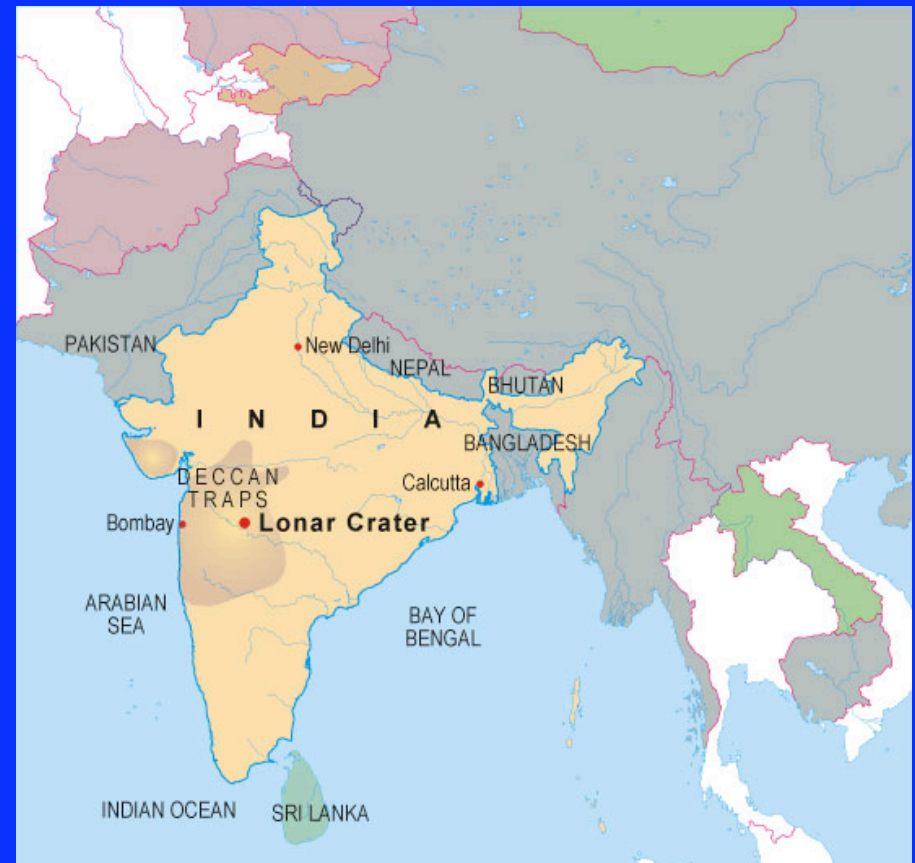 PAKISTAN
New Delhi
NEPAL
BHUTAN
I N D I A
BANGLADESH
DECCAN
TRAPS
Calcutta
Bombay
Lonar Crater
ARABIAN
SEA
BAY OF
BENGAL
INDIAN OCEAN
SRI LANKA